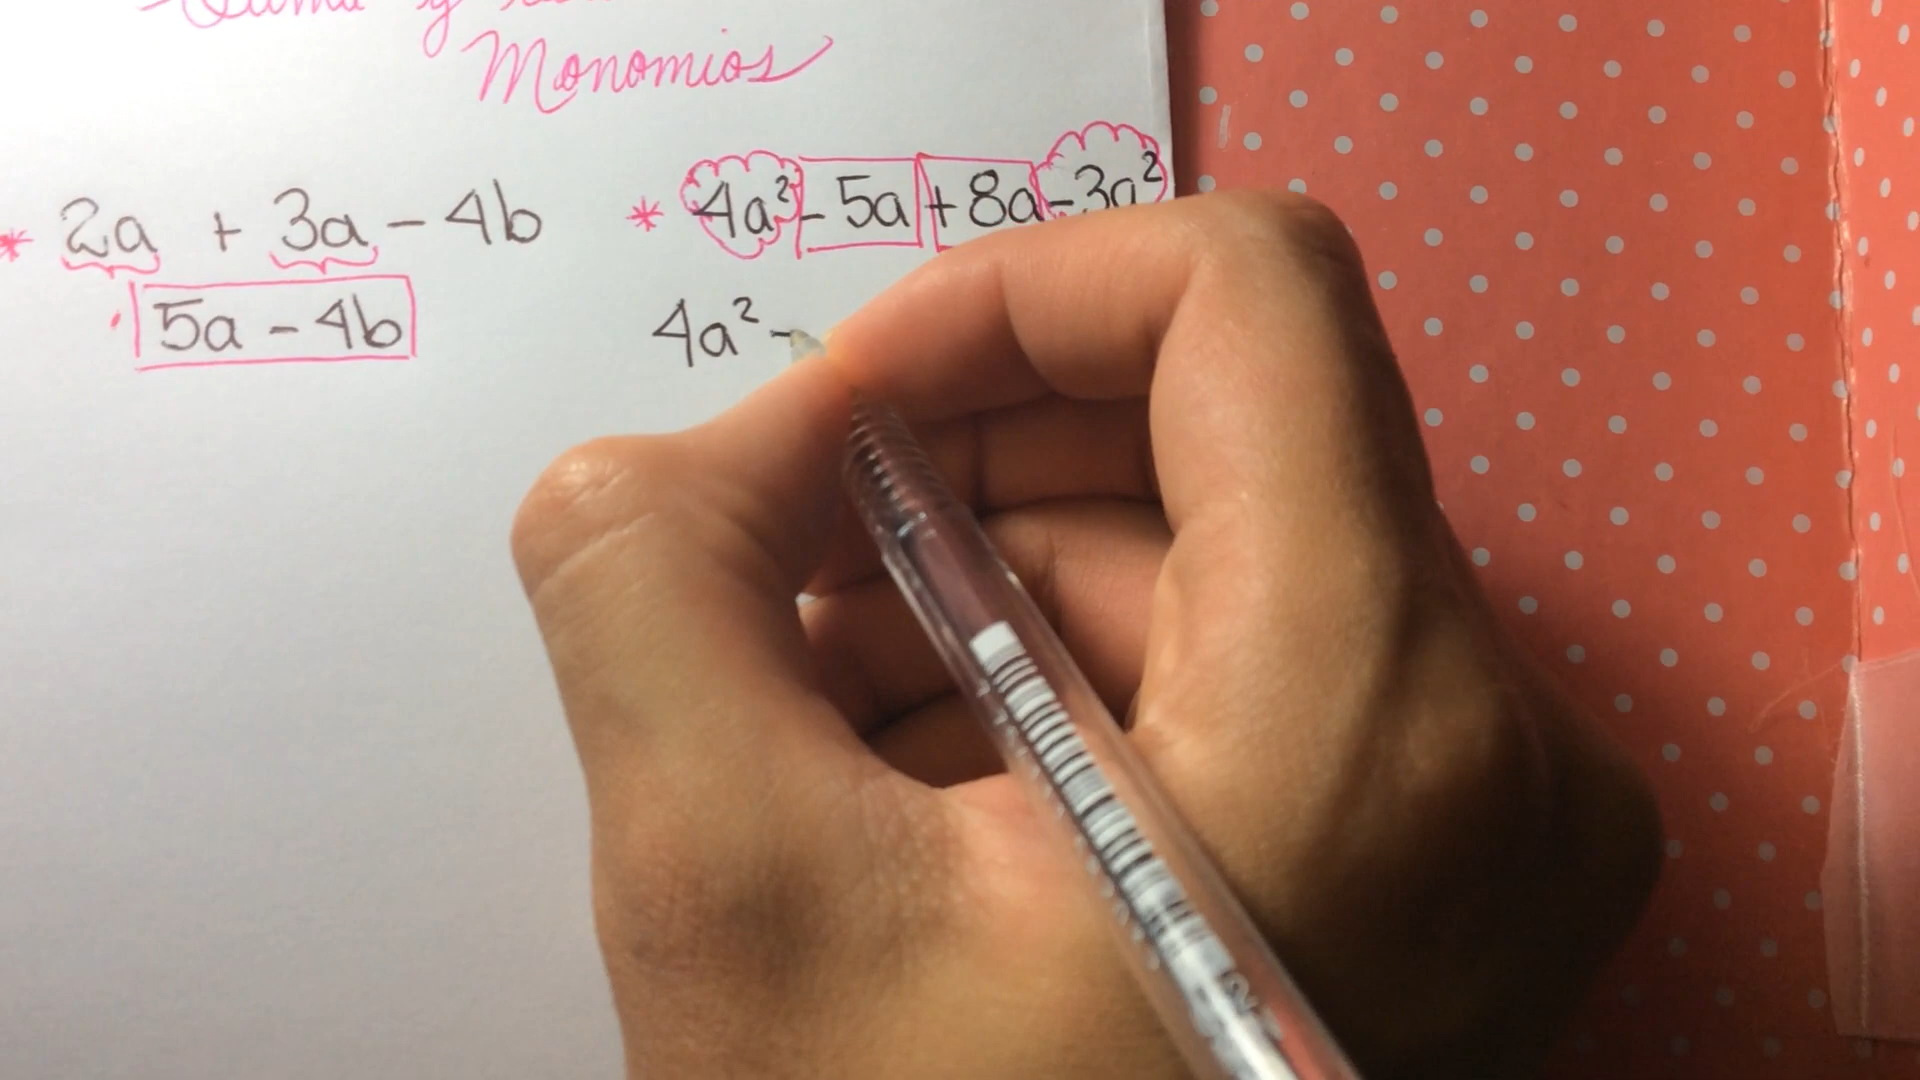 y
Monomios
* 2a + 3a - 4b
5a - 4b
* 4a² - 5a + 8a - 3a²
4a² -